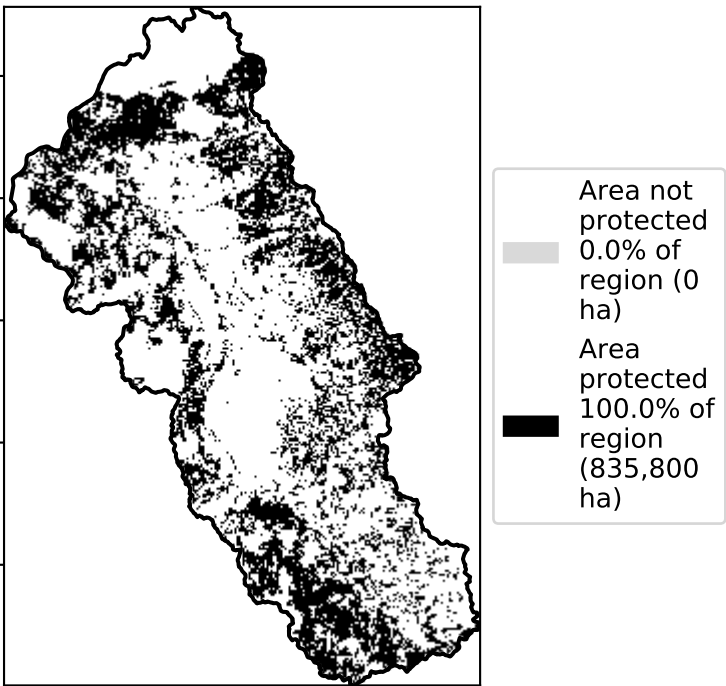 Area not
protected
0.0% of
region (0
ha)
Area
protected
100.0% of
region
(835,800
ha)